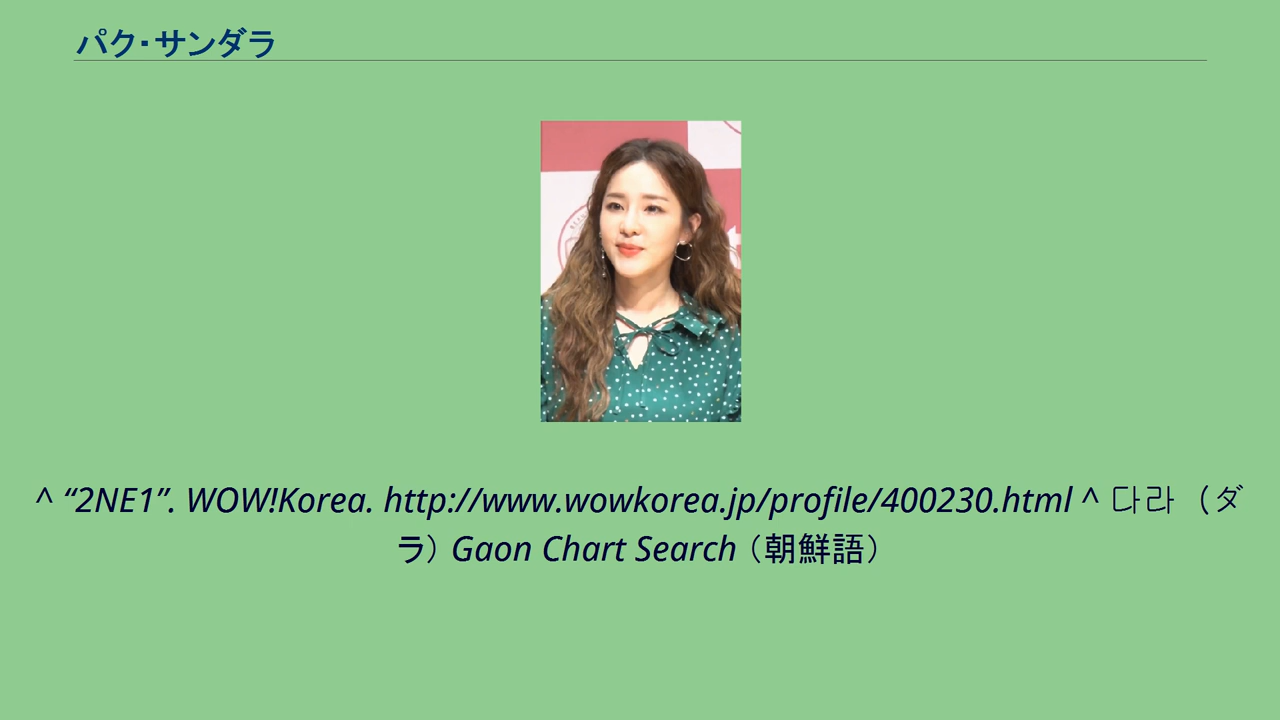 パク・サンダラ
^ “2NE1”. WOW!Korea. http://www.wowkorea.jp/profile/400230.html ^ 다라 （ダ
ラ） Gaon Chart Search （朝鮮語）